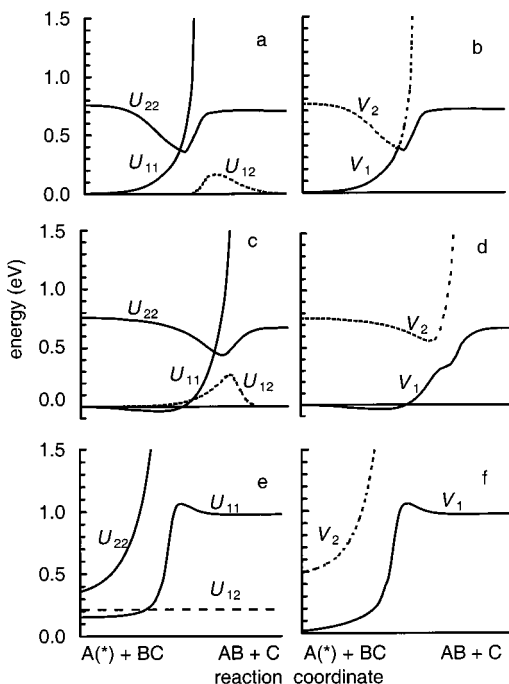 1.5
1.0
0.5
0.0
a
U22
U11
U12
b
V2
V1
energy (eV)
1.5
1.0
0.5
0.0
c
U22
U11
U12
d
V2
V1
1.5
1.0
0.5
0.0
e
U22
U11
U12
f
V2
V1
A(*) + BC AB + C A(*) + BC AB + C
reaction coordinate